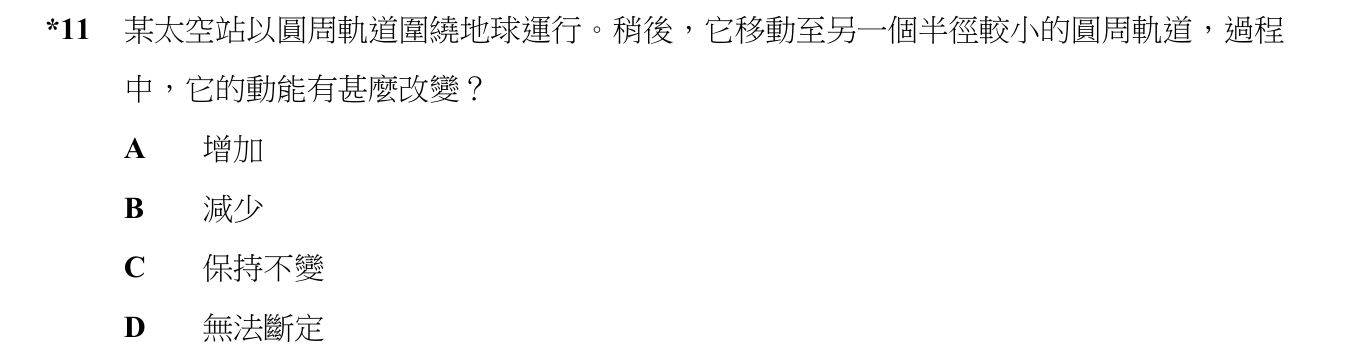 *11 某太空站以圓周軌道圍繞地球運行。稍後，它移動至另一個半徑較小的圓周軌道，過程
中，它的動能有甚麼改變？
A 增加
B 減少
C 保持不變
D 無法斷定